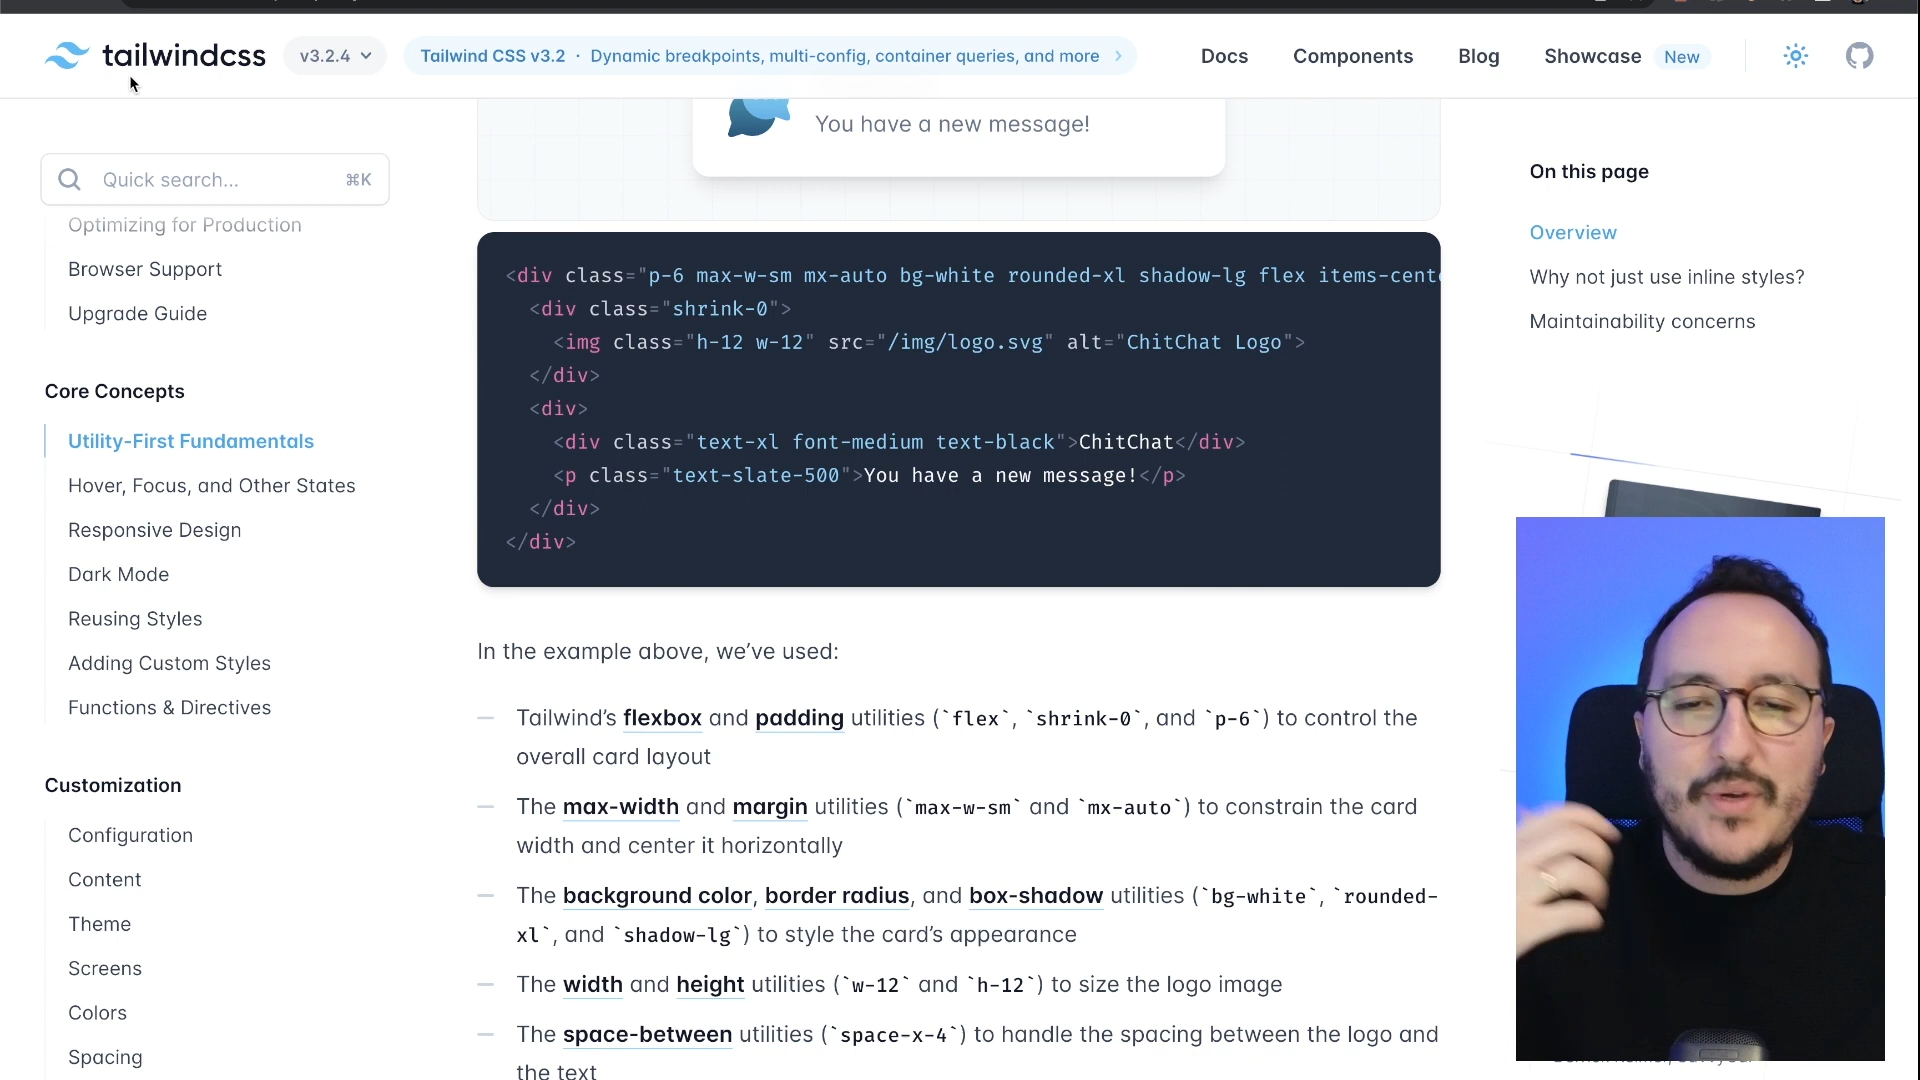 tailwindcss
v3.2.4
Tailwind CSS v3.2 · Dynamic breakpoints, multi-config, container queries, and more
Docs
Components
Blog
Showcase
New
Quick search...
⌘K
Optimizing for Production
Browser Support
Upgrade Guide
Core Concepts
Utility-First Fundamentals
Hover, Focus, and Other States
Responsive Design
Dark Mode
Reusing Styles
Adding Custom Styles
Functions & Directives
Customization
Configuration
Content
Theme
Screens
Colors
Spacing
You have a new message!
<div class="p-6 max-w-sm mx-auto bg-white rounded-xl shadow-lg flex items-cente
<div class="shrink-0">
<img class="h-12 w-12" src="/img/logo.svg" alt="ChitChat Logo">
</div>
<div>
<div class="text-xl font-medium text-black">ChitChat</div>
<p class="text-slate-500">You have a new message!</p>
</div>
</div>
In the example above, we’ve used:
— Tailwind’s flexbox and padding utilities (`flex`, `shrink-0`, and `p-6`) to control the
overall card layout
— The max-width and margin utilities (`max-w-sm` and `mx-auto`) to constrain the card
width and center it horizontally
— The background color, border radius, and box-shadow utilities (`bg-white`, `rounded-
xl`, and `shadow-lg`) to style the card’s appearance
— The width and height utilities (`w-12` and `h-12`) to size the logo image
— The space-between utilities (`space-x-4`) to handle the spacing between the logo and
the text
On this page
Overview
Why not just use inline styles?
Maintainability concerns